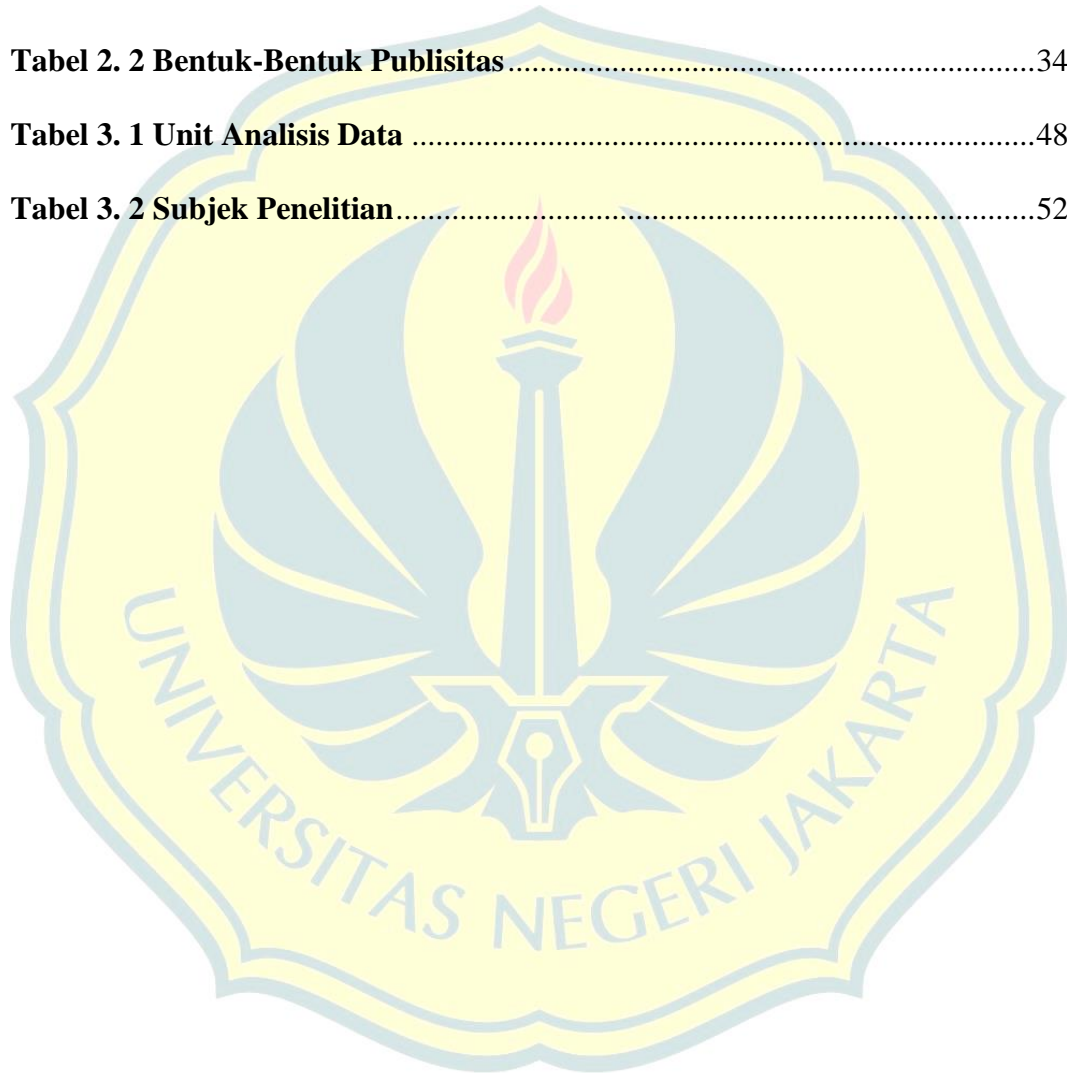 Tabel 2. 2 Bentuk-Bentuk Publisitas...........................................................................34
Tabel 3. 1 Unit Analisis Data .........................................................................................48
Tabel 3. 2 Subjek Penelitian...........................................................................................52
UNIVERSITAS NEGERI JAKARTA